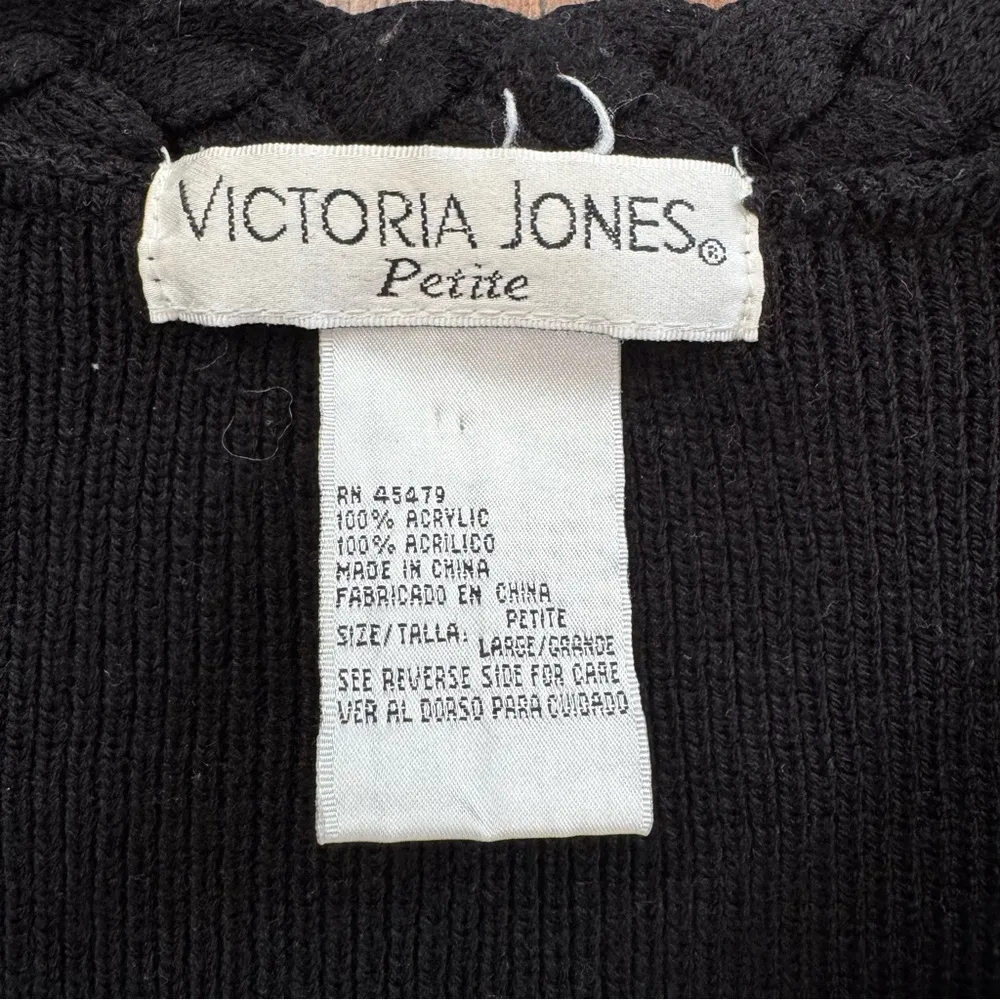 VICTORIA JONES®
Petite
RN 45479
100% ACRYLIC
100% ACRILICO
MADE IN CHINA
FABRICADO EN CHINA
PETITE
SIZE/TALLA: LARGE/GRANDE
SEE REVERSE SIDE FOR CARE
VER AL DORSO PARA CUIDADO